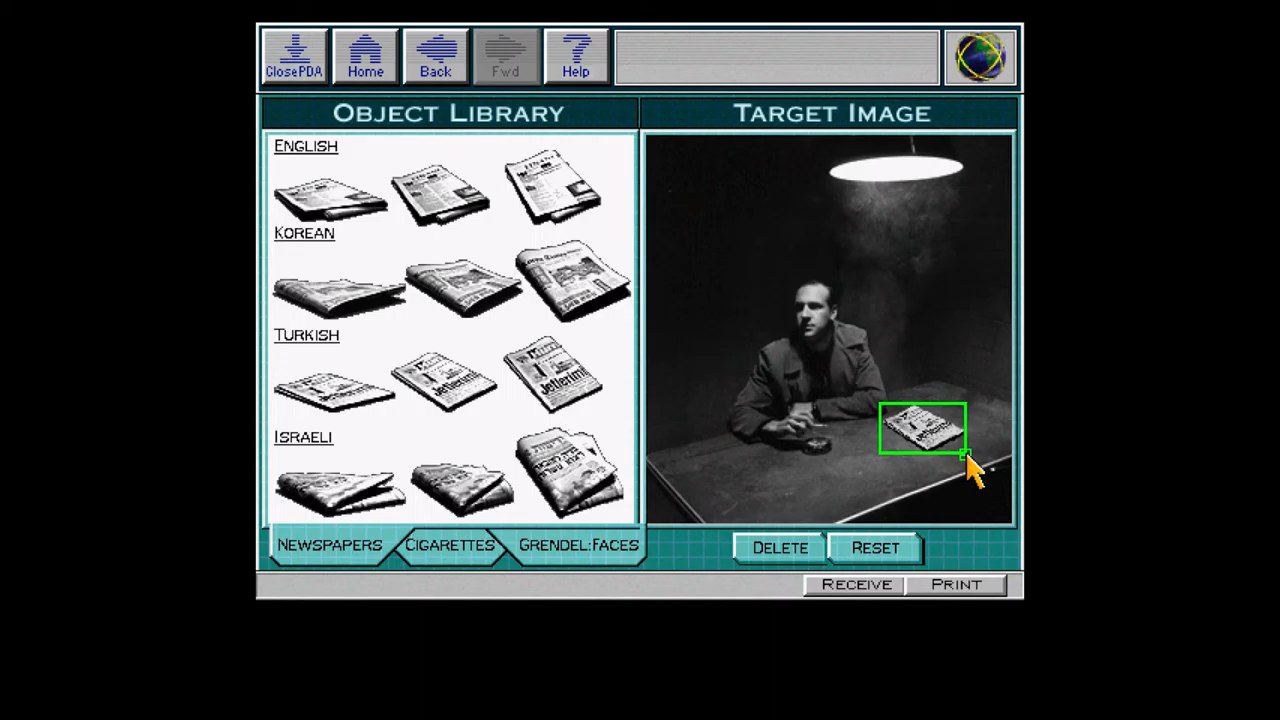 ClosePDA Home Back Fwd Help
OBJECT LIBRARY TARGET IMAGE
ENGLISH
KOREAN
TURKISH
Jetlerimi
ISRAELI
NEWSPAPERS CIGARETTES GRENDEL:FACES DELETE RESET
RECEIVE PRINT